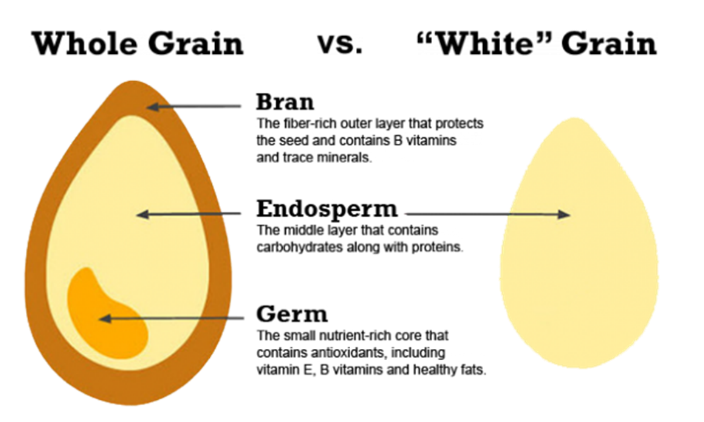 Whole Grain vs. “White” Grain
Bran
The fiber-rich outer layer that protects
the seed and contains B vitamins
and trace minerals.
Endosperm
The middle layer that contains
carbohydrates along with proteins.
Germ
The small nutrient-rich core that
contains antioxidants, including
vitamin E, B vitamins and healthy fats.